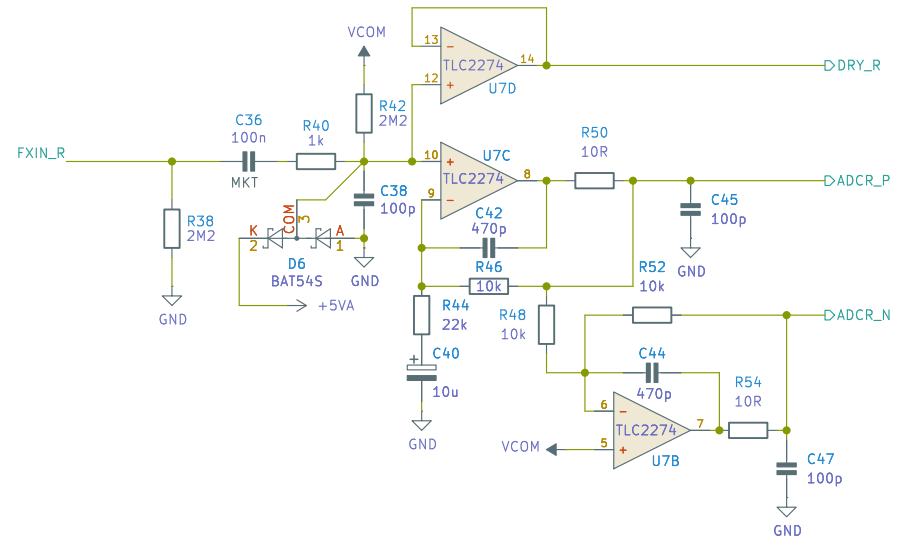 VCOM
13
TLC2274
14
DRY_R
U7D
12
R42
2M2
C36
100n
R40
1k
R50
10R
FXIN_R
MKT
10
U7C
TLC2274
8
ADCR_P
9
C38
100p
C45
100p
R38
2M2
K
COM
3
A
2
1
C42
470p
D6
BAT54S
GND
GND
R46
10k
R52
10k
GND
+5VA
R44
22k
R48
10k
ADCR_N
C40
10u
C44
470p
R54
10R
6
TLC2274
7
VCOM
5
U7B
GND
C47
100p
GND